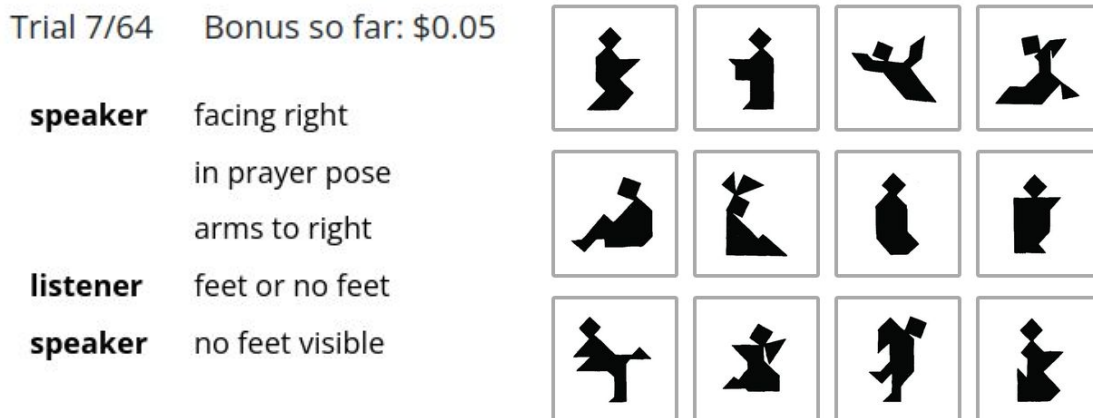 Trial 7/64 Bonus so far: $0.05
speaker facing right
in prayer pose
arms to right
listener feet or no feet
speaker no feet visible